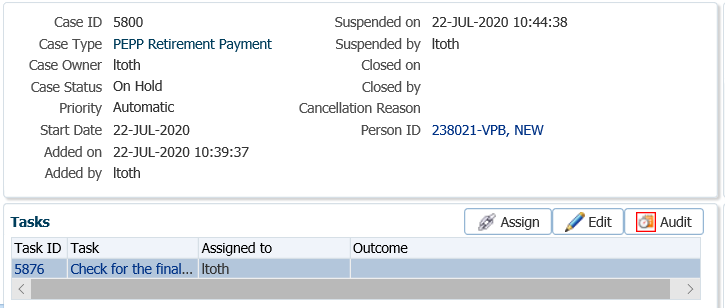 Case ID 5800 Suspended on 22-JUL-2020 10:44:38
Case Type PEPP Retirement Payment Suspended by ltoth
Case Owner ltoth Closed on
Case Status On Hold Closed by
Priority Automatic Cancellation Reason
Start Date 22-JUL-2020 Person ID 238021-VPB, NEW
Added on 22-JUL-2020 10:39:37
Added by ltoth
Tasks Assign Edit Audit
Task ID Task Assigned to Outcome
5876 Check for the final... ltoth